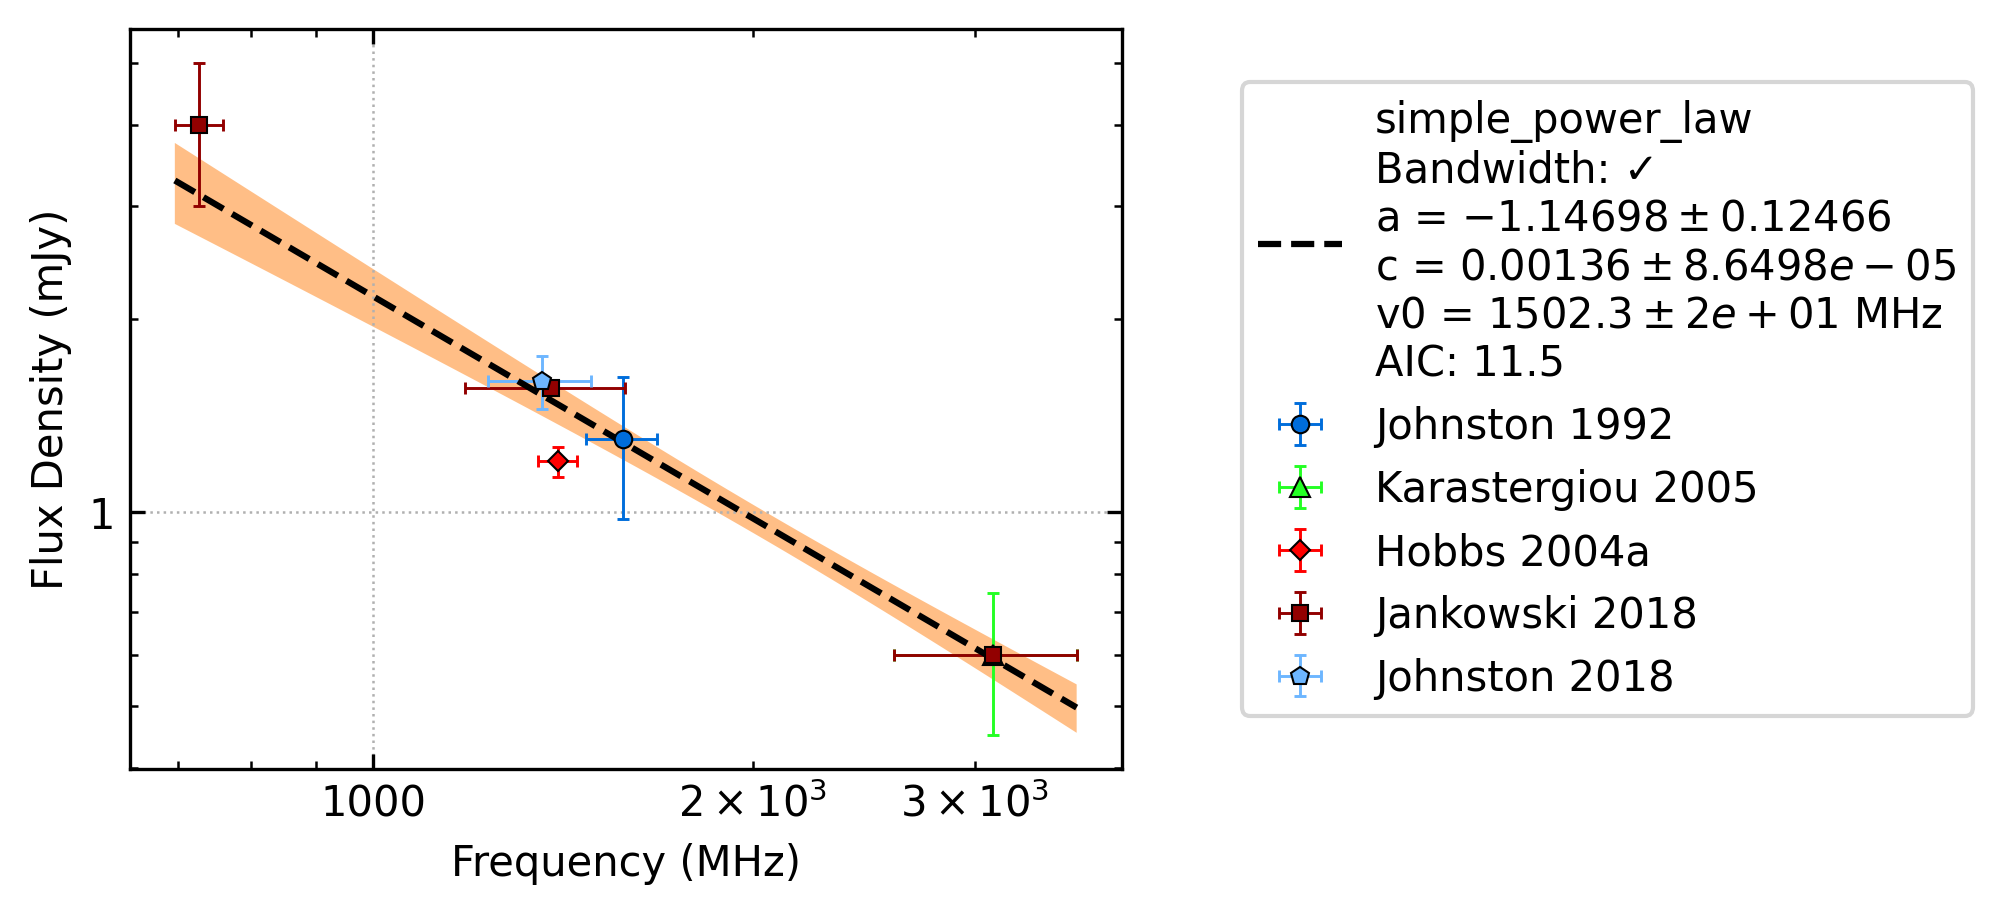 Flux Density (mJy)
1
1000
2 × 10³
3 × 10³
Frequency (MHz)
simple_power_law
Bandwidth: ✓
a = −1.14698 ± 0.12466
c = 0.00136 ± 8.6498e − 05
v0 = 1502.3 ± 2e + 01 MHz
AIC: 11.5
Johnston 1992
Karastergiou 2005
Hobbs 2004a
Jankowski 2018
Johnston 2018